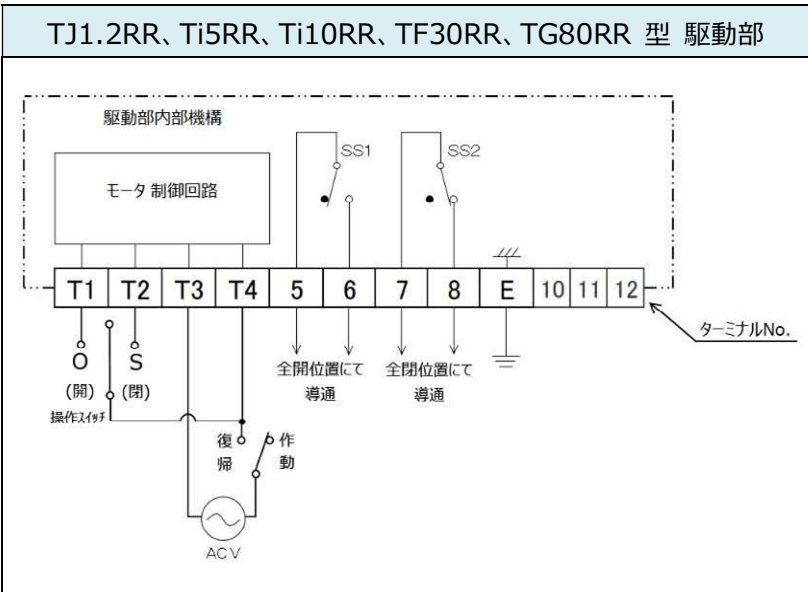 TJ1.2RR、Ti5RR、Ti10RR、TF30RR、TG80RR 型 駆動部
駆動部内部機構
モータ 制御回路
SS1
SS2
T1 T2 T3 T4 5 6 7 8 E 10 11 12
ターミナルNo.
O
S
(開)
(閉)
操作スイッチ
全開位置にて
導通
全閉位置にて
導通
復帰
作動
AC V